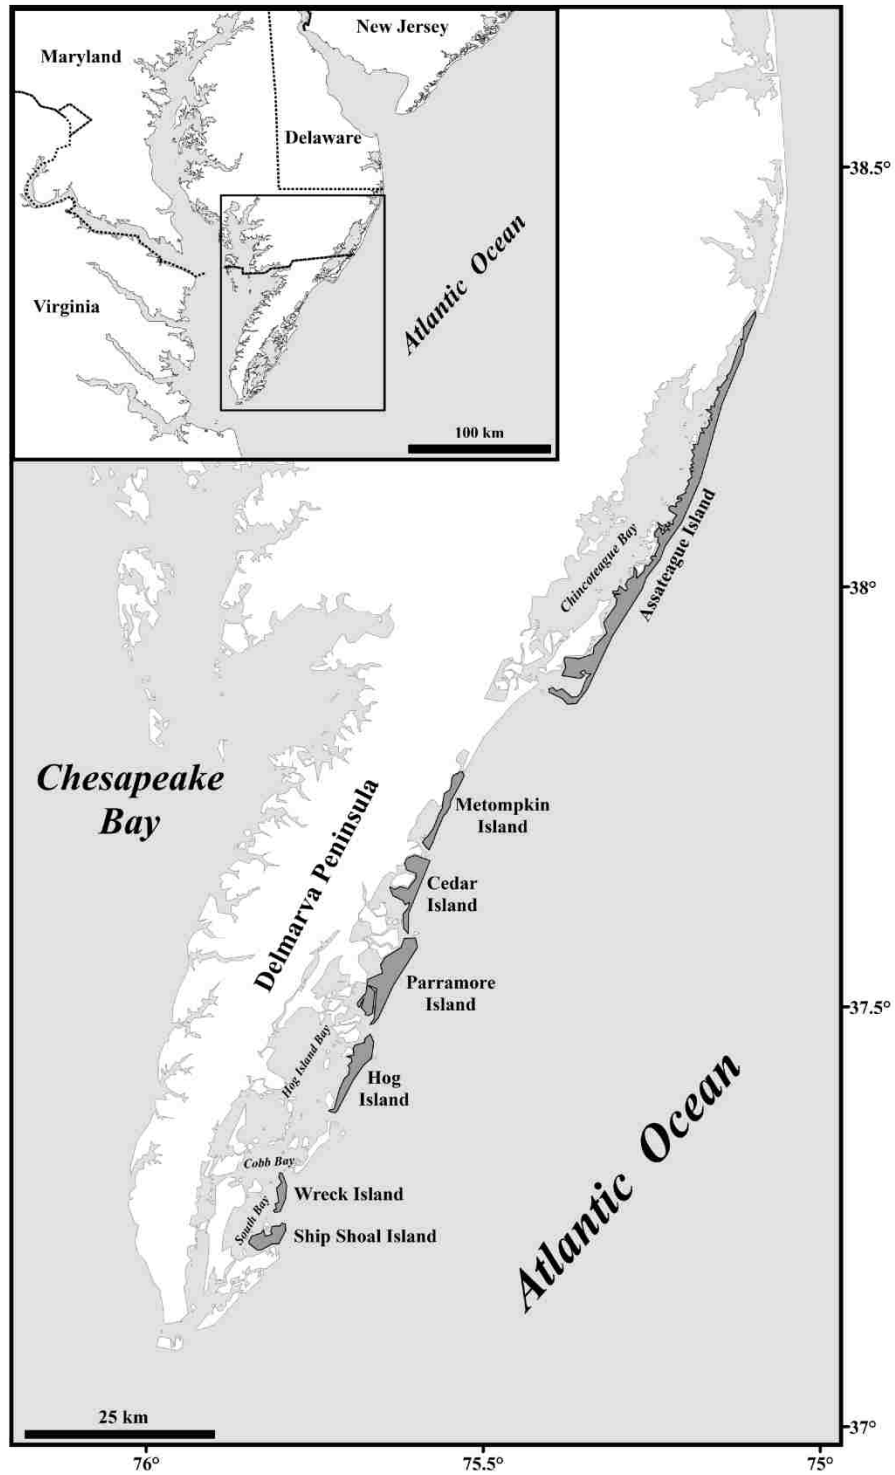 Maryland
New Jersey
Delaware
Virginia
Atlantic Ocean
100 km
38.5°
Chincoteague Bay
Assateague Island
38°
Chesapeake
Bay
Delmarva Peninsula
Metompkin
Island
Cedar
Island
Parramore
Island
37.5°
Hog Island Bay
Hog
Island
Cobb Bay
Wreck Island
South Bay
Ship Shoal Island
Atlantic Ocean
25 km
37°
76°
75.5°
75°